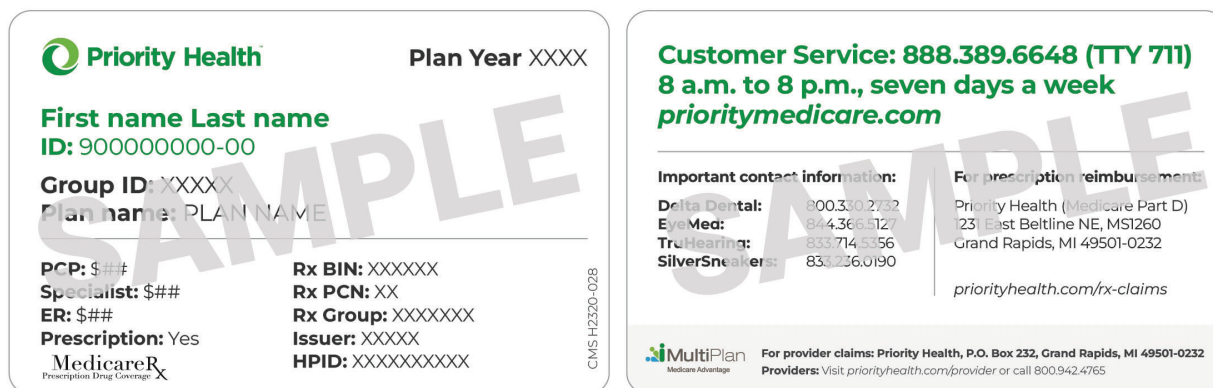 Priority Health
Plan Year XXXX
First name Last name
ID: 900000000-00
Group ID: XXXXX
Plan name: PLAN NAME
PCP: $##
Specialist: $##
ER: $##
Prescription: Yes
MedicareRx
Prescription Drug Coverage
Rx BIN: XXXXXX
Rx PCN: XX
Rx Group: XXXXXXX
Issuer: XXXXX
HPID: XXXXXXXXXX
CMS H2320-028
SAMPLE
Customer Service: 888.389.6648 (TTY 711)
8 a.m. to 8 p.m., seven days a week
prioritymedicare.com
Important contact information:
Delta Dental: 800.330.2732
EyeMed: 844.366.5127
TruHearing: 833.714.5356
SilverSneakers: 833.236.0190
For prescription reimbursement:
Priority Health (Medicare Part D)
1231 East Beltline NE, MS1260
Grand Rapids, MI 49501-0232
priorityhealth.com/rx-claims
MultiPlan
Medicare Advantage
For provider claims: Priority Health, P.O. Box 232, Grand Rapids, MI 49501-0232
Providers: Visit priorityhealth.com/provider or call 800.942.4765
SAMPLE